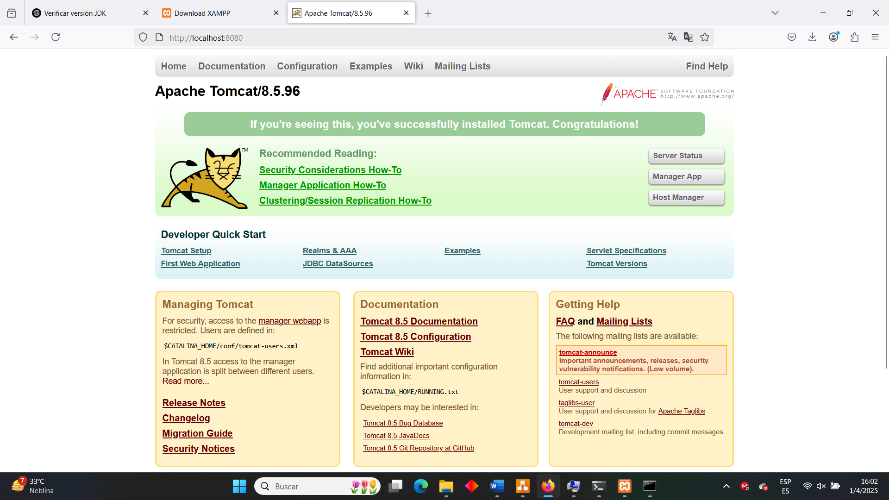 Verificar versión JDK
Download XAMPP
Apache Tomcat/8.5.96
http://localhost:8080
Home Documentation Configuration Examples Wiki Mailing Lists Find Help
Apache Tomcat/8.5.96
APACHE SOFTWARE FOUNDATION
http://www.apache.org/
If you're seeing this, you've successfully installed Tomcat. Congratulations!
TM
Recommended Reading:
Security Considerations How-To
Manager Application How-To
Clustering/Session Replication How-To
Server Status
Manager App
Host Manager
Developer Quick Start
Tomcat Setup
First Web Application
Realms & AAA
JDBC DataSources
Examples
Servlet Specifications
Tomcat Versions
Managing Tomcat
For security, access to the manager webapp is
restricted. Users are defined in:
$CATALINA_HOME/conf/tomcat-users.xml
In Tomcat 8.5 access to the manager
application is split between different users.
Read more...
Release Notes
Changelog
Migration Guide
Security Notices
Documentation
Tomcat 8.5 Documentation
Tomcat 8.5 Configuration
Tomcat Wiki
Find additional important configuration
information in:
$CATALINA_HOME/RUNNING.txt
Developers may be interested in:
Tomcat 8.5 Bug Database
Tomcat 8.5 JavaDocs
Tomcat 8.5 Git Repository at GitHub
Getting Help
FAQ and Mailing Lists
The following mailing lists are available:
tomcat-announce
Important announcements, releases, security
vulnerability notifications. (Low volume).
tomcat-users
User support and discussion
taglibs-user
User support and discussion for Apache Taglibs
tomcat-dev
Development mailing list, including commit messages
7
33°C
Neblina
Buscar
ESP
ES
16:02
1/4/2025